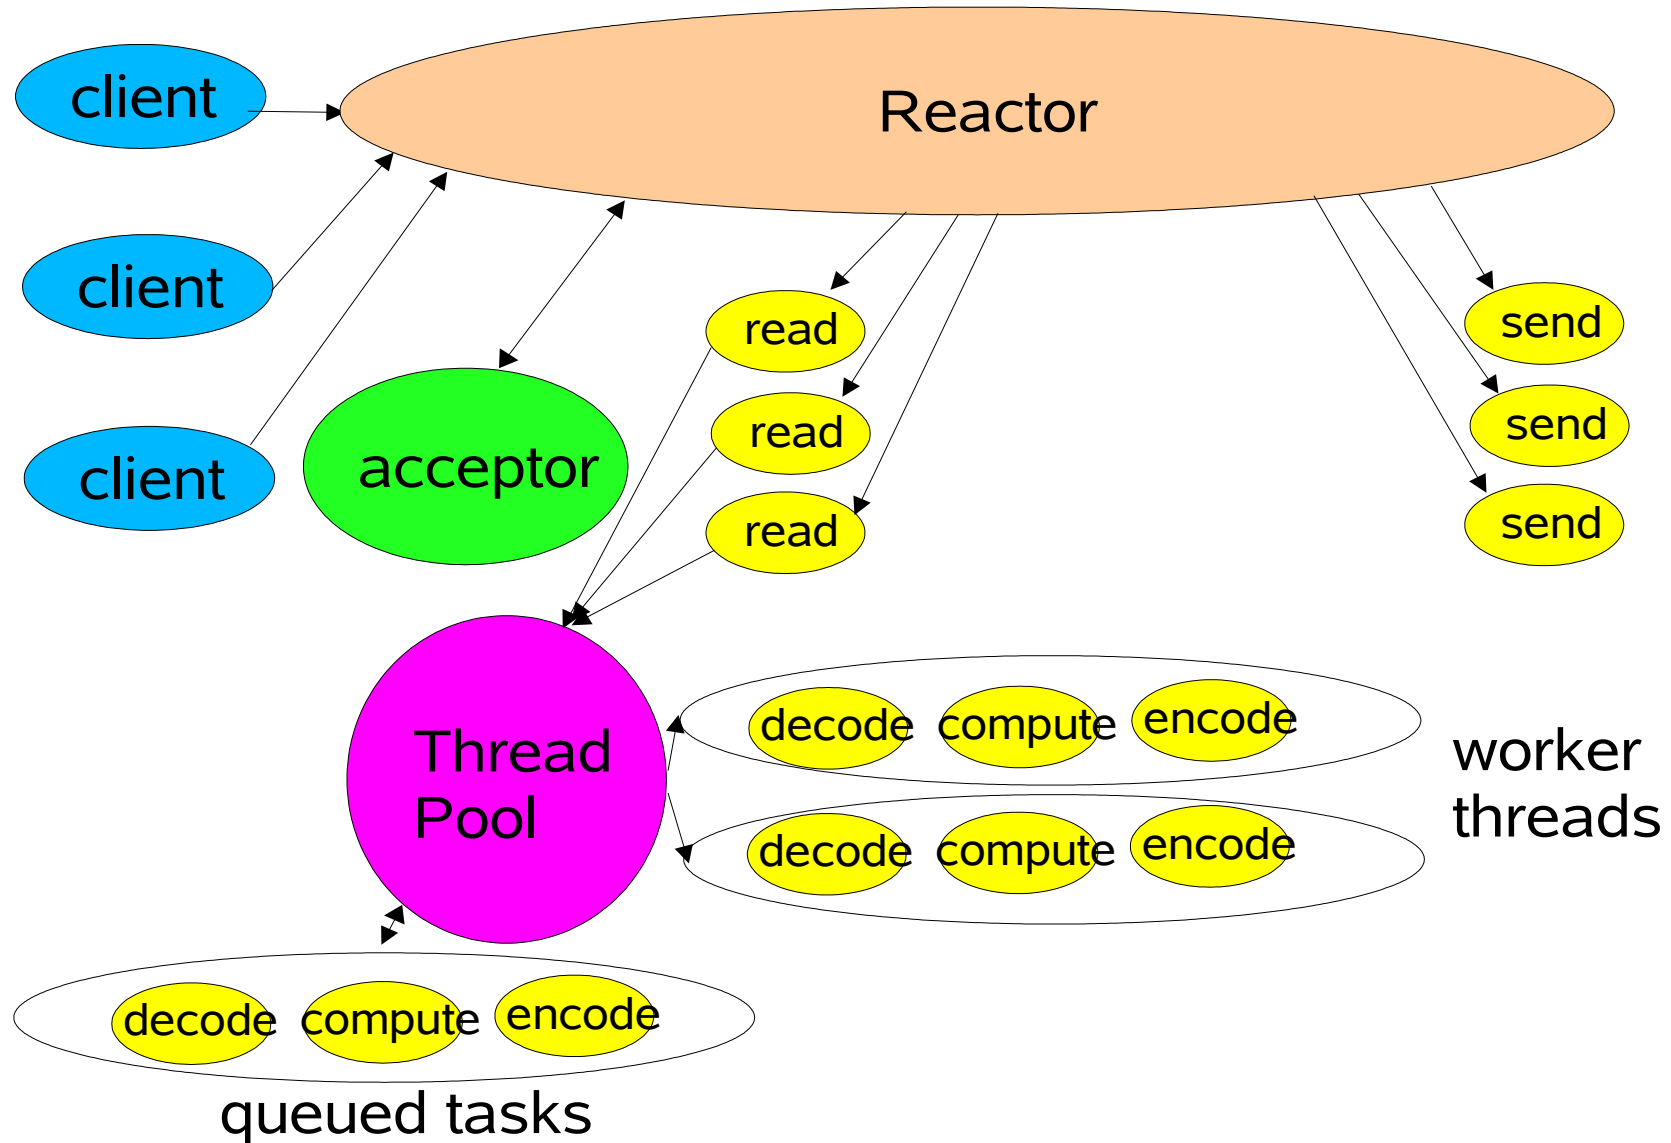 client
Reactor
client
client
acceptor
read
read
read
send
send
send
Thread
Pool
decode compute encode
decode compute encode
worker
threads
decode compute encode
queued tasks